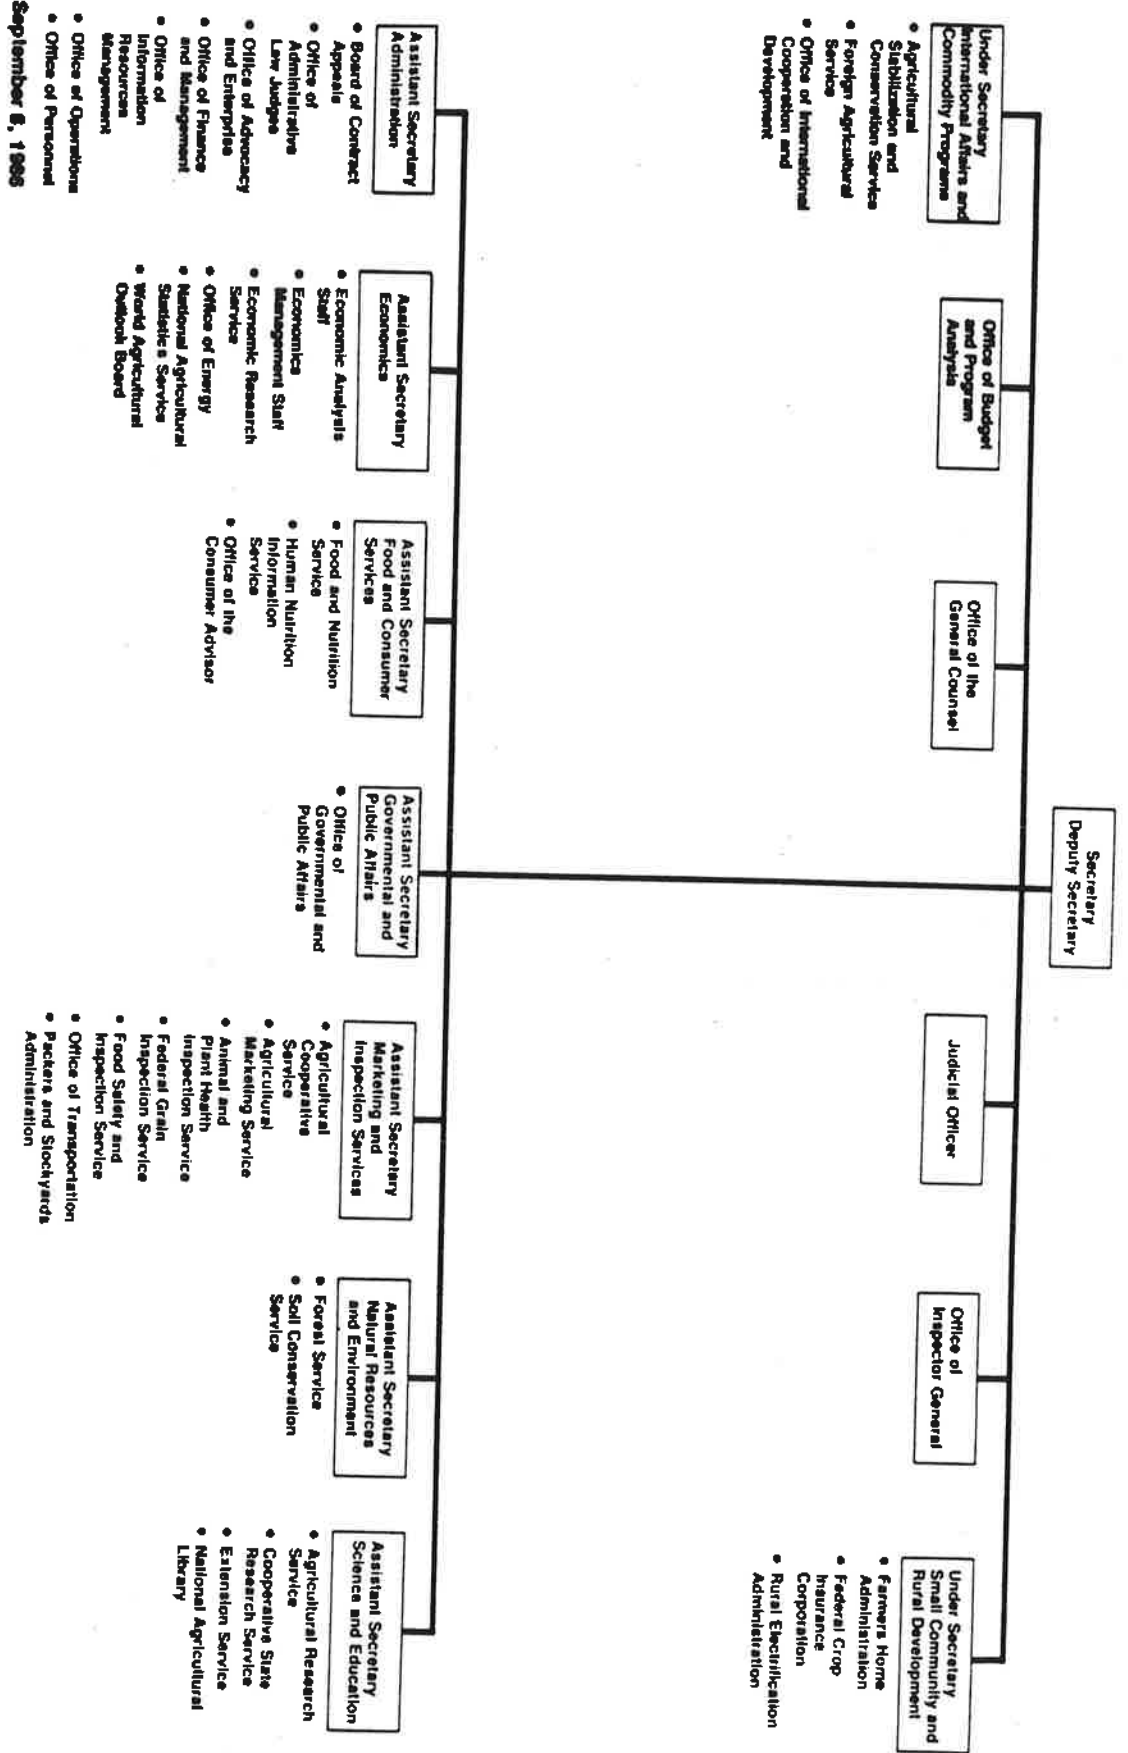 Secretary
Deputy Secretary
Under Secretary
International Affairs and
Commodity Programs
• Agricultural
Stabilization and
Conservation Service
• Foreign Agricultural
Service
• Office of International
Cooperation and
Development
Office of Budget
and Program
Analysis
Office of the
General Counsel
Judicial Officer
Office of
Inspector General
Under Secretary
Small Community and
Rural Development
• Farmers Home
Administration
• Federal Crop
Insurance
Corporation
• Rural Electrification
Administration
Assistant Secretary
Administration
• Board of Contract
Appeals
• Office of
Administrative
Law Judges
• Office of Advocacy
and Enterprise
• Office of Finance
and Management
• Office of
Information
Resources
Management
• Office of Operations
• Office of Personnel
Assistant Secretary
Economics
• Economic Analysis
Staff
• Economics
Management Staff
• Economic Research
Service
• Office of Energy
• National Agricultural
Statistics Service
• World Agricultural
Outlook Board
Assistant Secretary
Food and Consumer
Services
• Food and Nutrition
Service
• Human Nutrition
Information
Service
• Office of the
Consumer Advisor
Assistant Secretary
Governmental and
Public Affairs
• Office of
Governmental and
Public Affairs
Assistant Secretary
Marketing and
Inspection Services
• Agricultural
Cooperative
Service
• Agricultural
Marketing Service
• Animal and
Plant Health
Inspection Service
• Federal Grain
Inspection Service
• Food Safety and
Inspection Service
• Office of Transportation
• Packers and Stockyards
Administration
Assistant Secretary
Natural Resources
and Environment
• Forest Service
• Soil Conservation
Service
Assistant Secretary
Science and Education
• Agricultural Research
Service
• Cooperative State
Research Service
• Extension Service
• National Agricultural
Library
September